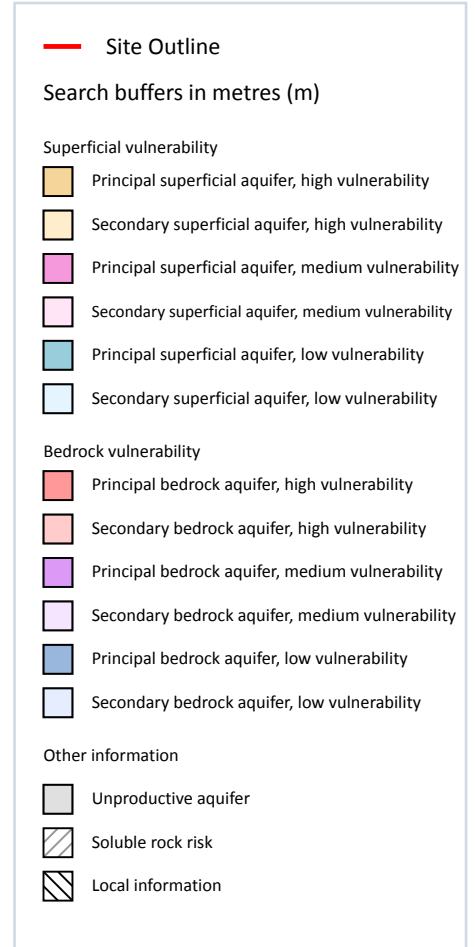 Site Outline
Search buffers in metres (m)
Superficial vulnerability
Principal superficial aquifer, high vulnerability
Secondary superficial aquifer, high vulnerability
Principal superficial aquifer, medium vulnerability
Secondary superficial aquifer, medium vulnerability
Principal superficial aquifer, low vulnerability
Secondary superficial aquifer, low vulnerability
Bedrock vulnerability
Principal bedrock aquifer, high vulnerability
Secondary bedrock aquifer, high vulnerability
Principal bedrock aquifer, medium vulnerability
Secondary bedrock aquifer, medium vulnerability
Principal bedrock aquifer, low vulnerability
Secondary bedrock aquifer, low vulnerability
Other information
Unproductive aquifer
Soluble rock risk
Local information